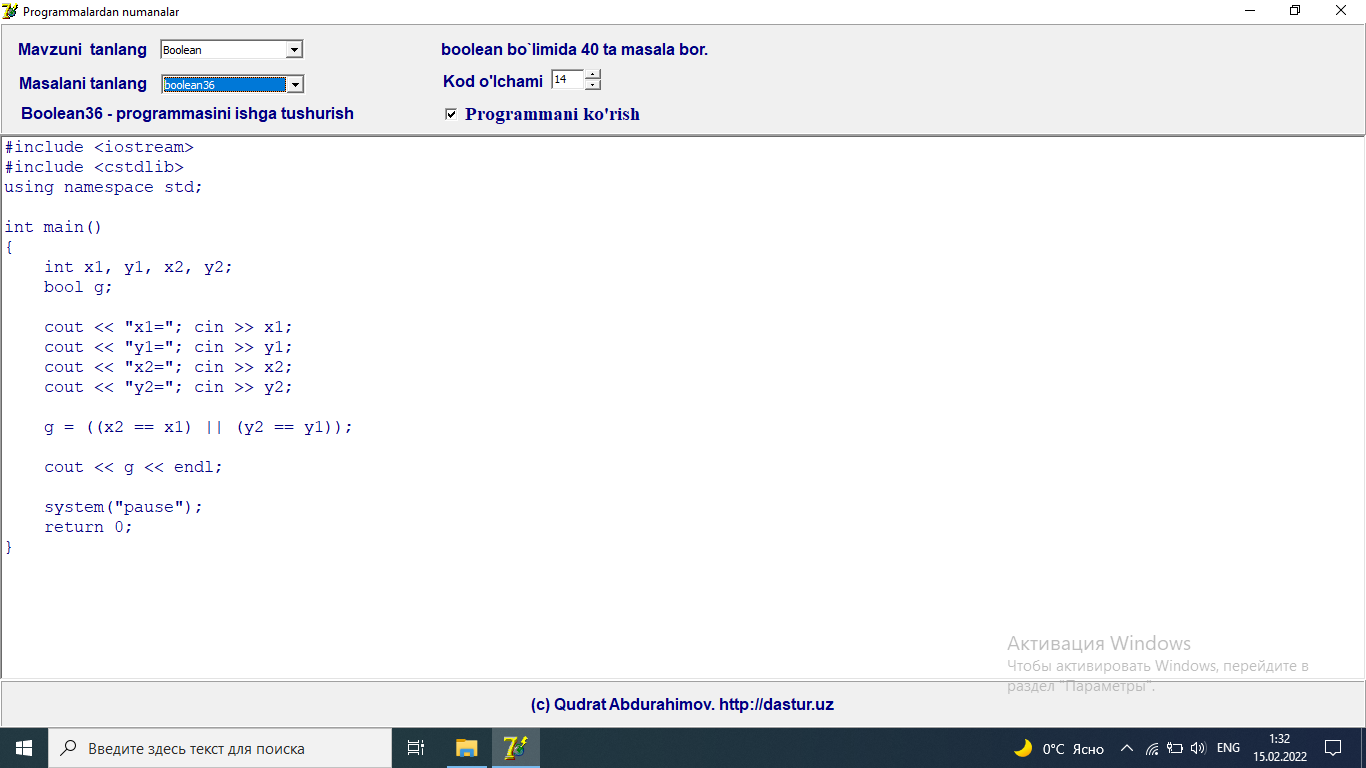 Programmalardan numanalar
Mavzuni tanlang Boolean boolean bo`limida 40 ta masala bor.
Masalani tanlang boolean36 Kod o'lchami 14
Boolean36 - programmasini ishga tushurish Programmani ko'rish
#include <iostream>
#include <cstdlib>
using namespace std;
int main()
{
    int x1, y1, x2, y2;
    bool g;
    cout << "x1="; cin >> x1;
    cout << "y1="; cin >> y1;
    cout << "x2="; cin >> x2;
    cout << "y2="; cin >> y2;
    g = ((x2 == x1) || (y2 == y1));
    cout << g << endl;
    system("pause");
    return 0;
}
Активация Windows
Чтобы активировать Windows, перейдите в
раздел "Параметры".
(c) Qudrat Abdurahimov. http://dastur.uz
Введите здесь текст для поиска 0°C Ясно ENG 1:32
15.02.2022